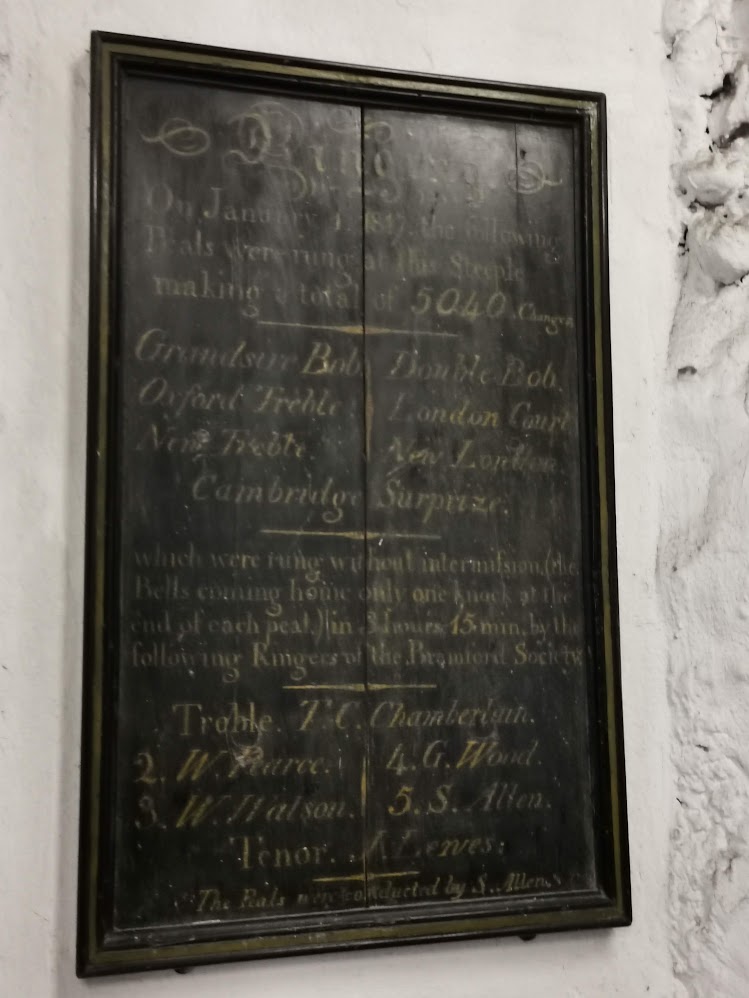 Ringing.
On January 1. 1817, the following
Peals were rung at this Steeple
making a total of 5040. Changes,
Grandsire Bob. Double Bob.
Oxford Treble. London Court
New Treble. New London.
Cambridge Surprize.
which were rung without intermiſsion, (the
Bells coming home only one knock at the
end of each peal,) in 3 hours 15 min, by the
following Ringers of the Bramford Society.
Treble. T. C. Chamberlain.
2. W. Pearce. 4. G. Wood.
3. W. Watson. 5. S. Allen.
Tenor. Lewes.
The Peals were conducted by S. Allen.